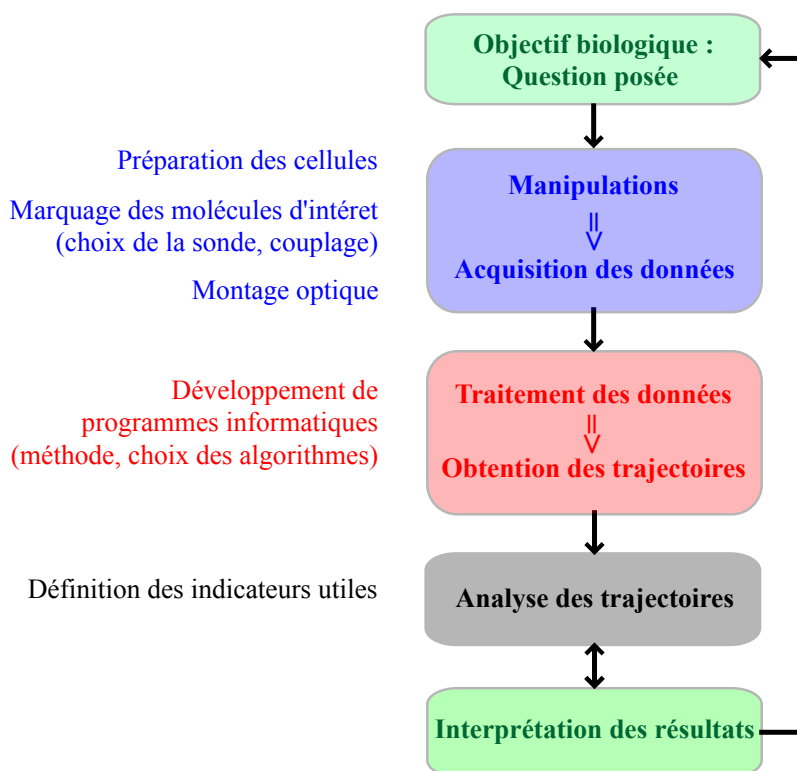 Objectif biologique :
Question posée
Préparation des cellules
Marquage des molécules d'intéret
(choix de la sonde, couplage)
Montage optique
Manipulations
=>
Acquisition des données
Développement de
programmes informatiques
(méthode, choix des algorithmes)
Traitement des données
=>
Obtention des trajectoires
Définition des indicateurs utiles
Analyse des trajectoires
Interprétation des résultats